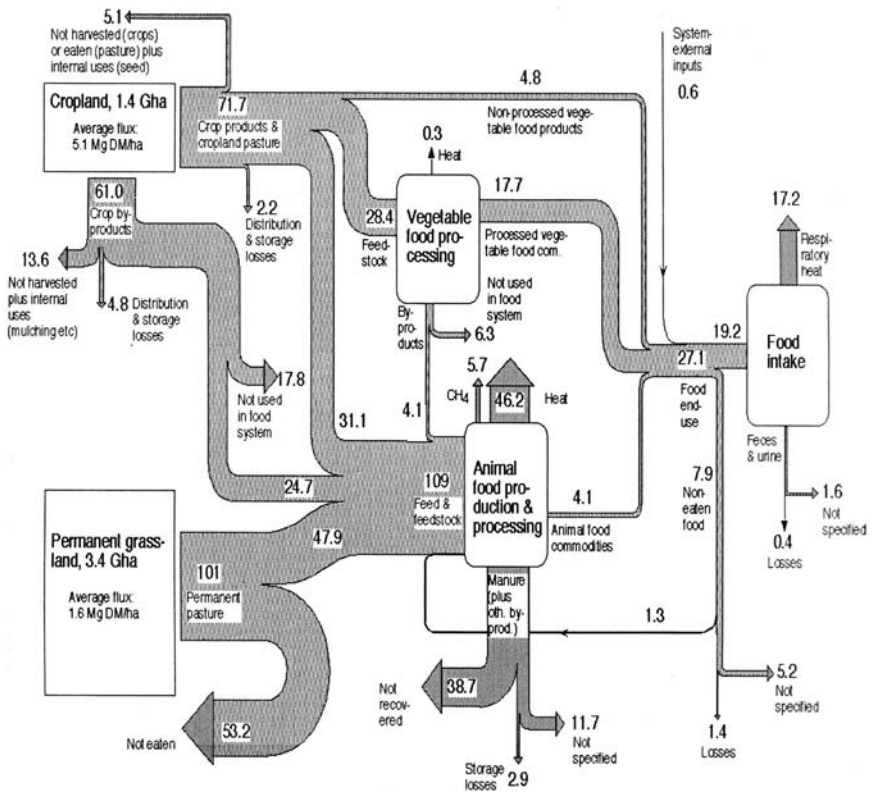 5.1
Not harvested (crops)
or eaten (pasture) plus
internal uses (seed)
Cropland, 1.4 Gha
Average flux:
5.1 Mg DM/ha
71.7
Crop products &
cropland pasture
4.8
Non-processed vege-
table food products
System-
external
inputs
0.6
0.3
Heat
2.2
Distribution
& storage
losses
61.0
Crop by-
products
13.6
Not harvested
plus internal
uses
(mulching etc)
4.8
Distribution
& storage
losses
17.8
Not used
in food
system
28.4
Feed-
stock
Vegetable
food pro-
cessing
17.7
Processed vege-
table food com.
By-
products
Not used
in food
system
6.3
4.1
17.2
Respi-
ratory
heat
19.2
27.1
Food
end-
use
Food
intake
Feces
& urine
1.6
Not
specified
0.4
Losses
5.7
CH4
46.2
Heat
31.1
24.7
47.9
109
Feed &
feedstock
Animal
food pro-
duction &
processing
4.1
Animal food
commodities
7.9
Non-
eaten
food
Permanent grass-
land, 3.4 Gha
Average flux:
1.6 Mg DM/ha
101
Permanent
pasture
53.2
Not eaten
Manure
(plus
oth. by-
prod.)
1.3
38.7
Not
recov-
ered
11.7
Not
specified
Storage
losses
2.9
5.2
Not
specified
1.4
Losses